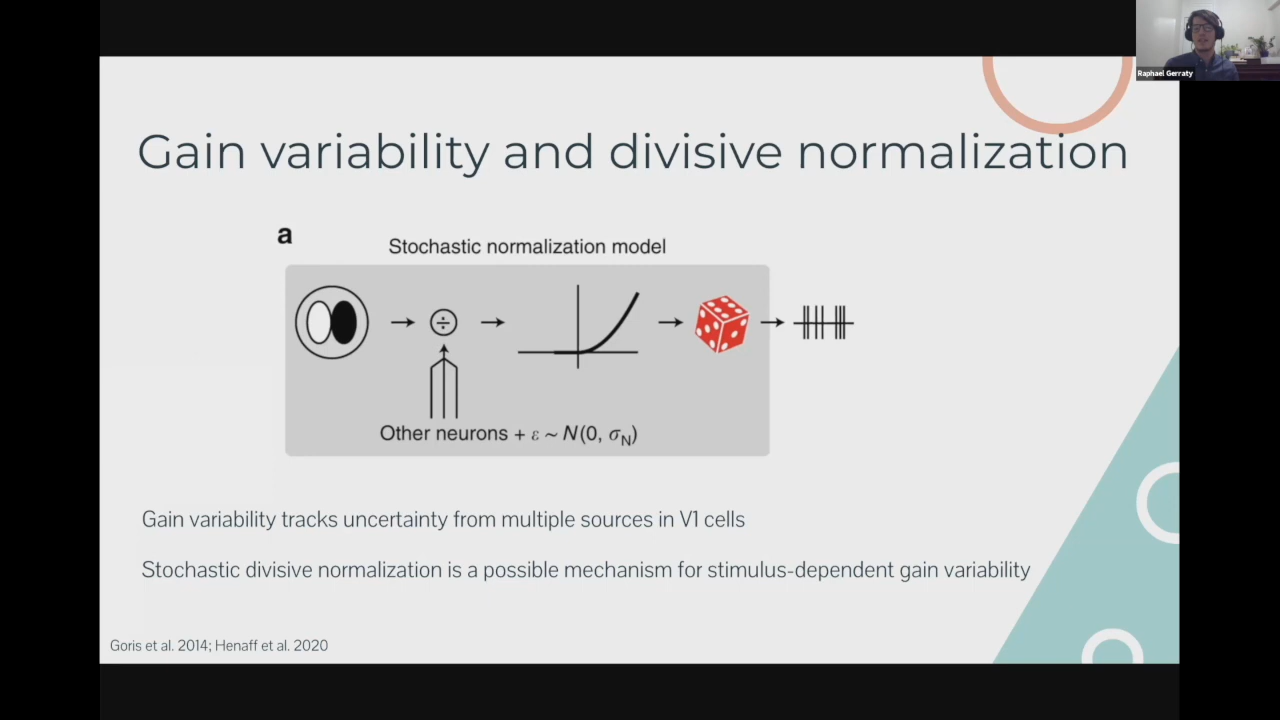 Raphael Gerraty
Gain variability and divisive normalization
a
Stochastic normalization model
÷
Other neurons + ε ~ N(0, σN)
Gain variability tracks uncertainty from multiple sources in V1 cells
Stochastic divisive normalization is a possible mechanism for stimulus-dependent gain variability
Goris et al. 2014; Henaff et al. 2020